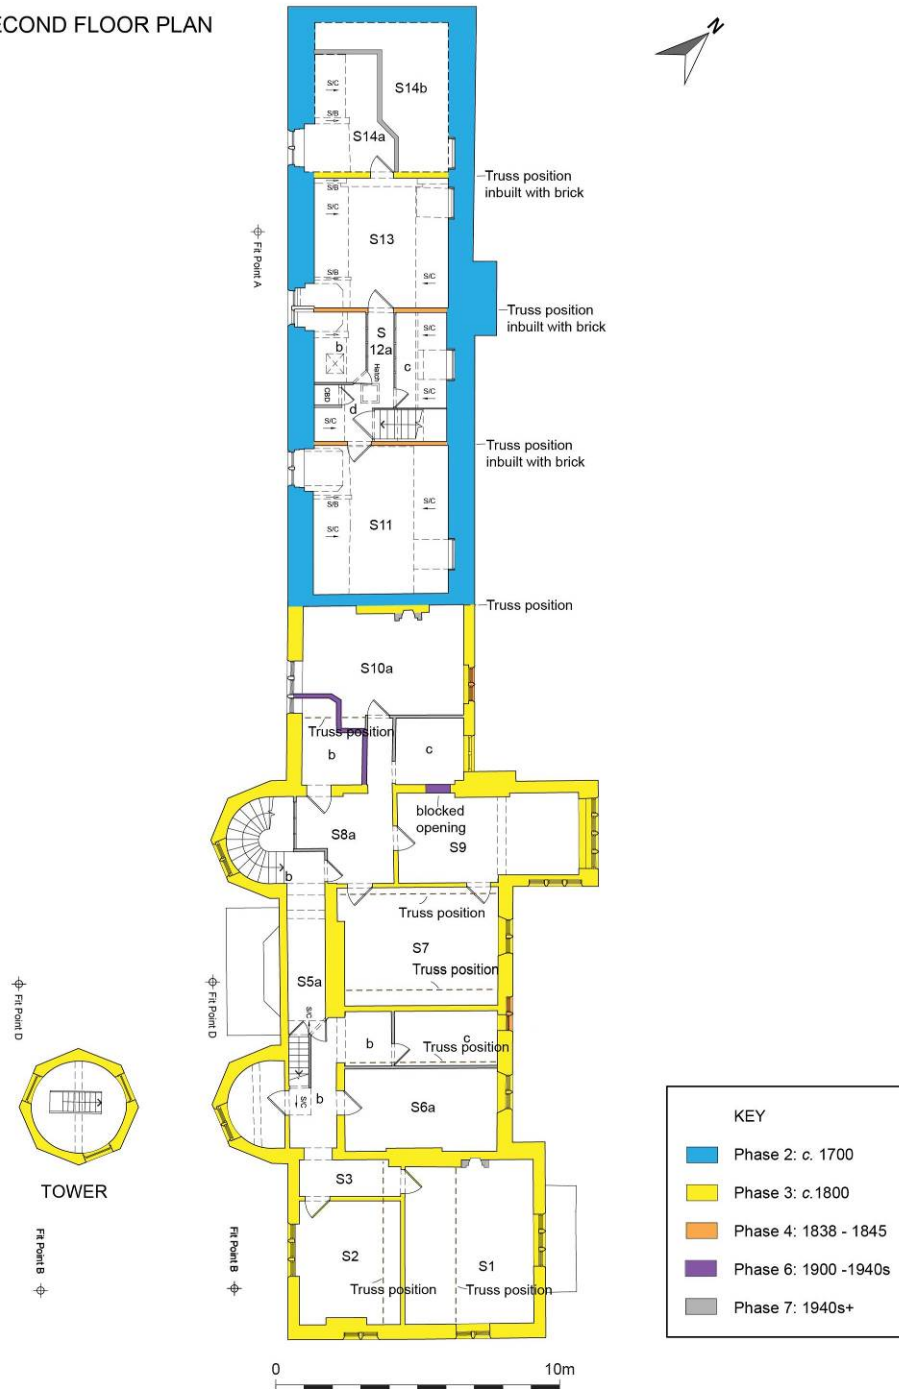 ECOND FLOOR PLAN
N
S14b
S/C
S/B
S14a
Truss position
inbuilt with brick
S/B
S/C
Fit Point A
S13
S/B
S/C
Truss position
inbuilt with brick
S
12a
b
Hatch
c
S/C
S/C
CBD
d
S/C
Truss position
inbuilt with brick
S/B
S/C
S/C
S11
Truss position
S10a
Truss position
b
c
blocked
opening
S8a
S9
b
Truss position
S7
Truss position
S5a
Fit Point D
Fit Point D
S/C
b
c
Truss position
S/C
b
S6a
TOWER
S3
Fit Point B
Fit Point B
S2
S1
Truss position
Truss position
KEY
Phase 2: c. 1700
Phase 3: c.1800
Phase 4: 1838 - 1845
Phase 6: 1900 -1940s
Phase 7: 1940s+
0
10m